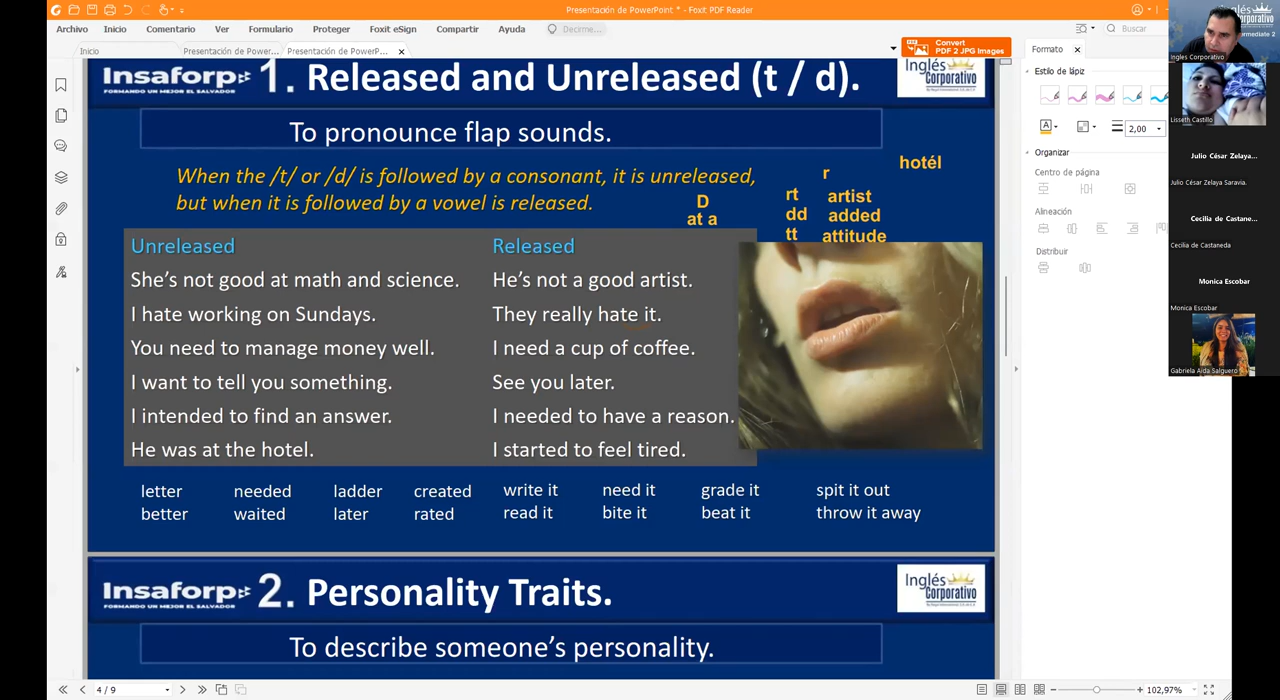 Presentación de PowerPoint * - Foxit PDF Reader
Archivo Inicio Comentario Ver Formulario Proteger Foxit eSign Compartir Ayuda Decirme... Buscar
Inicio Presentación de Power... Presentación de PowerP...
Convert
PDF 2 JPG Images
Formato
Estilo de lápiz
2,00
Organizar
Centro de página
Alineación
Distribuir
Insaforp
FORMANDO UN MEJOR EL SALVADOR
1. Released and Unreleased (t / d).
Inglés
Corporativo
To pronounce flap sounds.
When the /t/ or /d/ is followed by a consonant, it is unreleased,
but when it is followed by a vowel is released.
D
at a
rt
dd
tt
r
artist
added
attitude
hotél
Unreleased
She's not good at math and science.
I hate working on Sundays.
You need to manage money well.
I want to tell you something.
I intended to find an answer.
He was at the hotel.
Released
He's not a good artist.
They really hate it.
I need a cup of coffee.
See you later.
I needed to have a reason.
I started to feel tired.
letter needed ladder created write it need it grade it spit it out
better waited later rated read it bite it beat it throw it away
Insaforp
FORMANDO UN MEJOR EL SALVADOR
2. Personality Traits.
Inglés
Corporativo
To describe someone's personality.
4 / 9
102,97%
Inglés
Corporativo
Intermediate 2
Ingles Corporativo
Lisseth Castillo
Julio César Zelaya...
Julio César Zelaya Saravia.
Cecilia de Castane...
Cecilia de Castaneda
Monica Escobar
Monica Escobar
Gabriela Aida Salguero